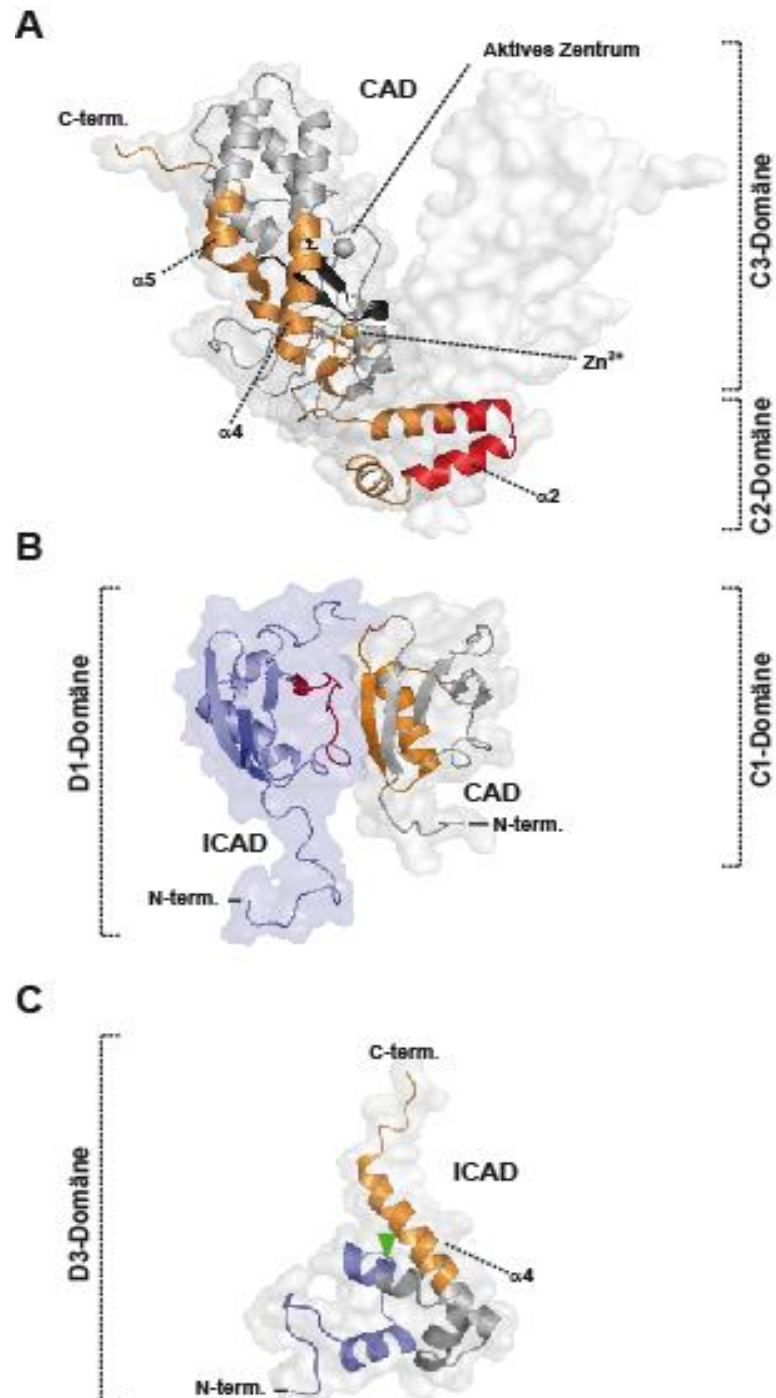 A
Aktives Zentrum
CAD
C-term.
α5
Zn²⁺
α4
α2
C3-Domäne
C2-Domäne
B
D1-Domäne
C1-Domäne
CAD
N-term.
ICAD
N-term.
C
C-term.
D3-Domäne
ICAD
α4
N-term.